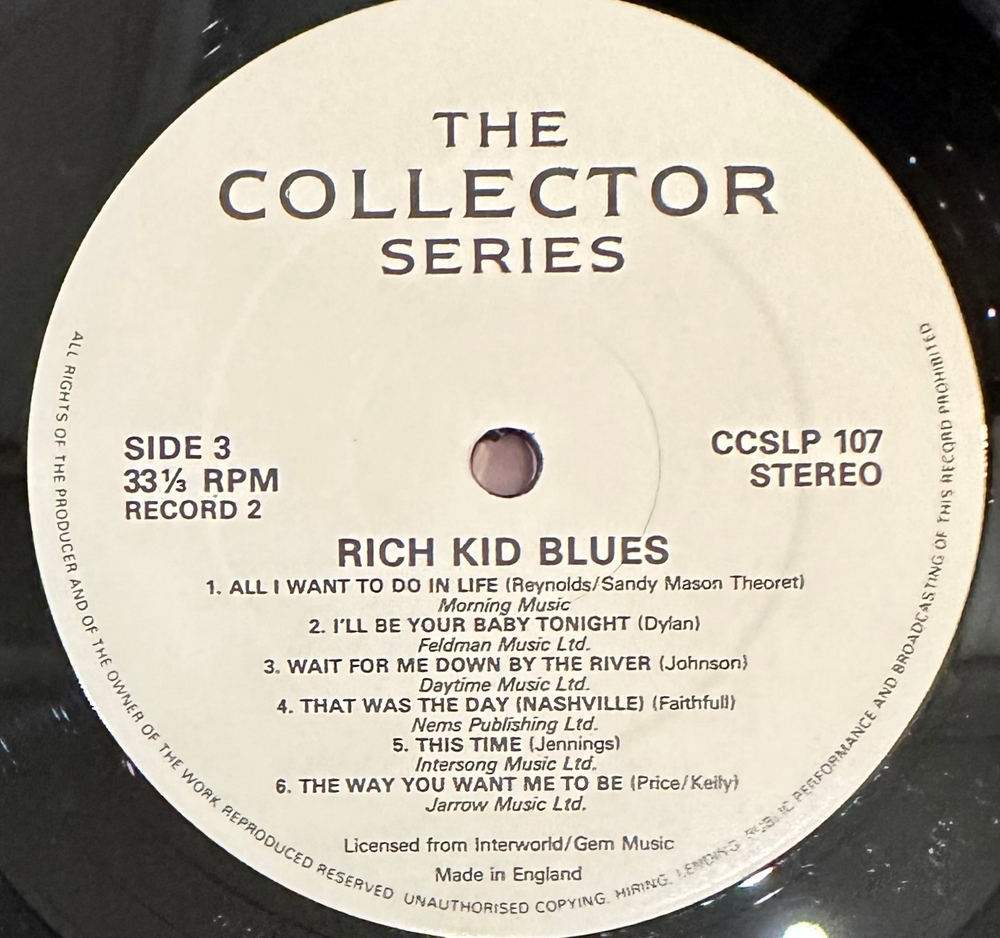 THE
COLLECTOR
SERIES
SIDE 3
33⅓ RPM
RECORD 2
CCSLP 107
STEREO
RICH KID BLUES
1. ALL I WANT TO DO IN LIFE (Reynolds/Sandy Mason Theoret)
Morning Music
2. I'LL BE YOUR BABY TONIGHT (Dylan)
Feldman Music Ltd.
3. WAIT FOR ME DOWN BY THE RIVER (Johnson)
Daytime Music Ltd.
4. THAT WAS THE DAY (NASHVILLE) (Faithfull)
Nems Publishing Ltd.
5. THIS TIME (Jennings)
Intersong Music Ltd.
6. THE WAY YOU WANT ME TO BE (Price/Kelly)
Jarrow Music Ltd.
Licensed from Interworld/Gem Music
Made in England
ALL RIGHTS OF THE PRODUCER AND OF THE OWNER OF THE WORK REPRODUCED RESERVED UNAUTHORISED COPYING, HIRING, LENDING, PUBLIC PERFORMANCE AND BROADCASTING OF THIS RECORD PROHIBITED